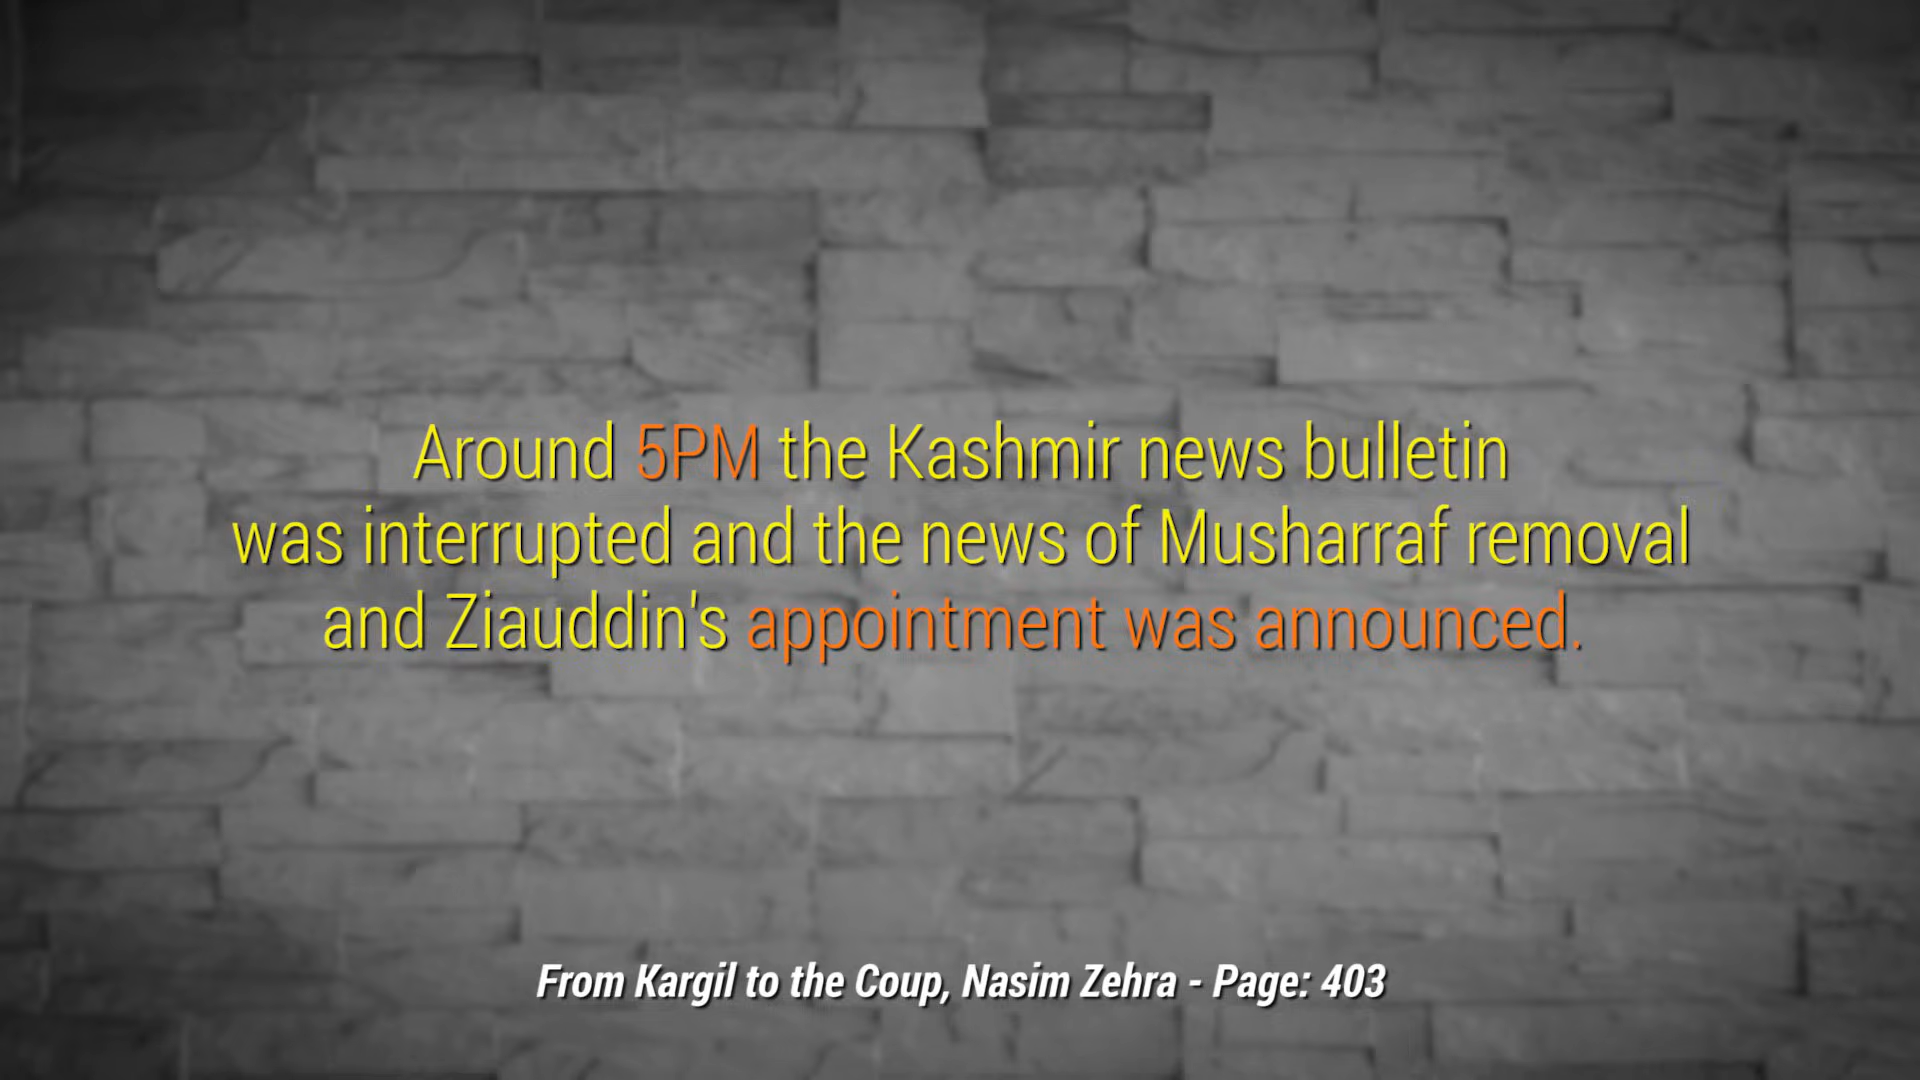 Around 5PM the Kashmir news bulletin
was interrupted and the news of Musharraf removal
and Ziauddin's appointment was announced.
From Kargil to the Coup, Nasim Zehra - Page: 403